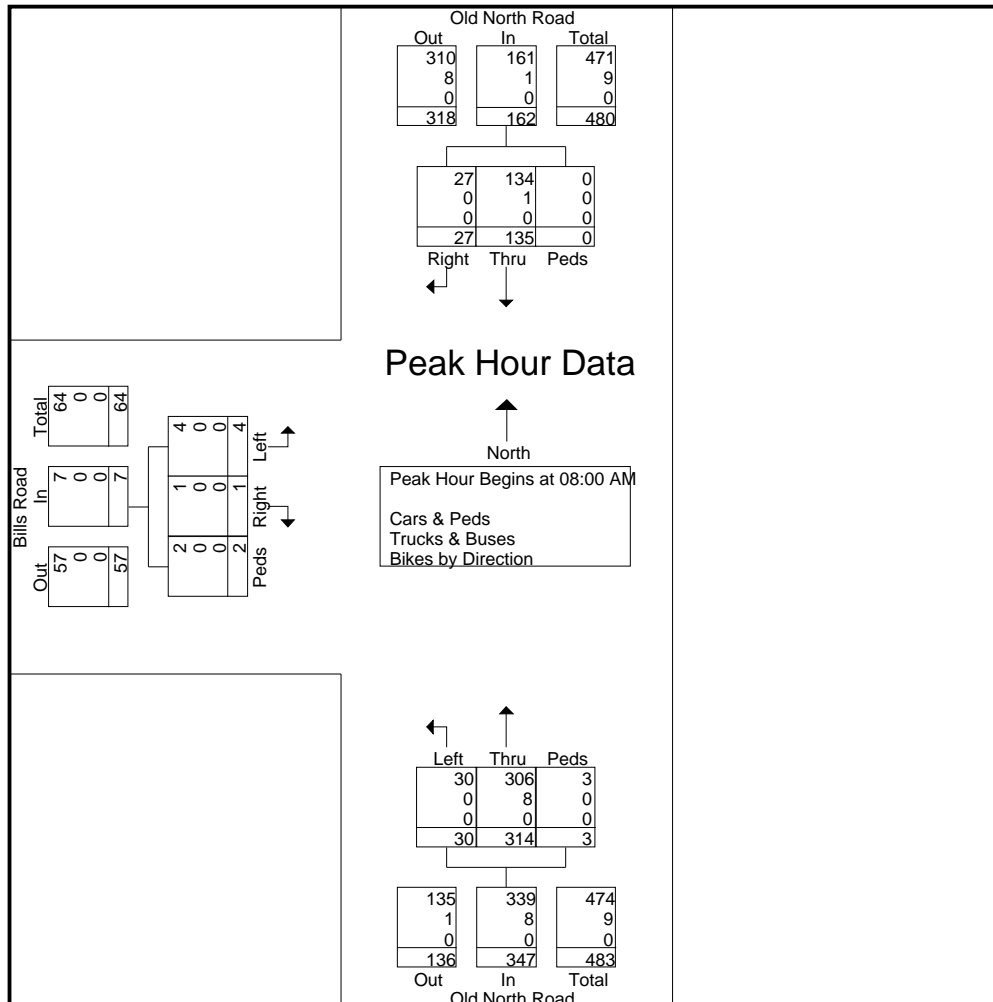 Old North Road
Out In Total
310 161 471
8 1 9
0 0 0
318 162 480
27 134 0
0 1 0
0 0 0
27 135 0
Right Thru Peds
Peak Hour Data
North
Peak Hour Begins at 08:00 AM
Cars & Peds
Trucks & Buses
Bikes by Direction
Bills Road
Out In Total
57 7 64
0 0 0
0 0 0
57 7 64
2 1 4
0 0 0
0 0 0
2 1 4
Peds Right Left
Left Thru Peds
30 306 3
0 8 0
0 0 0
30 314 3
135 339 474
1 8 9
0 0 0
136 347 483
Out In Total
Old North Road